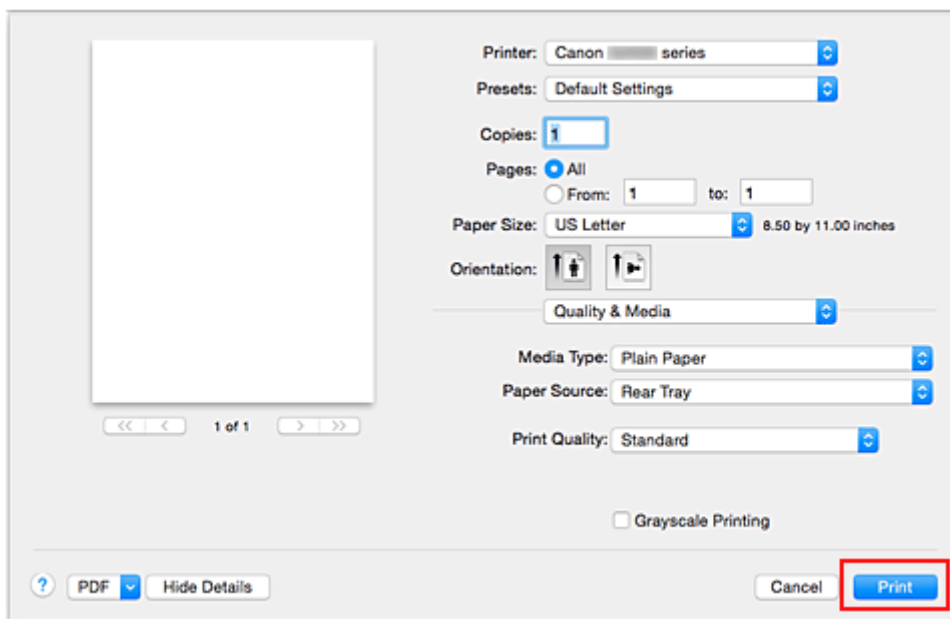 Printer: Canon series
Presets: Default Settings
Copies: 1
Pages: All
From: 1 to: 1
Paper Size: US Letter 8.50 by 11.00 inches
Orientation:
Quality & Media
Media Type: Plain Paper
Paper Source: Rear Tray
<< < 1 of 1 > >>
Print Quality: Standard
Grayscale Printing
? PDF Hide Details Cancel Print